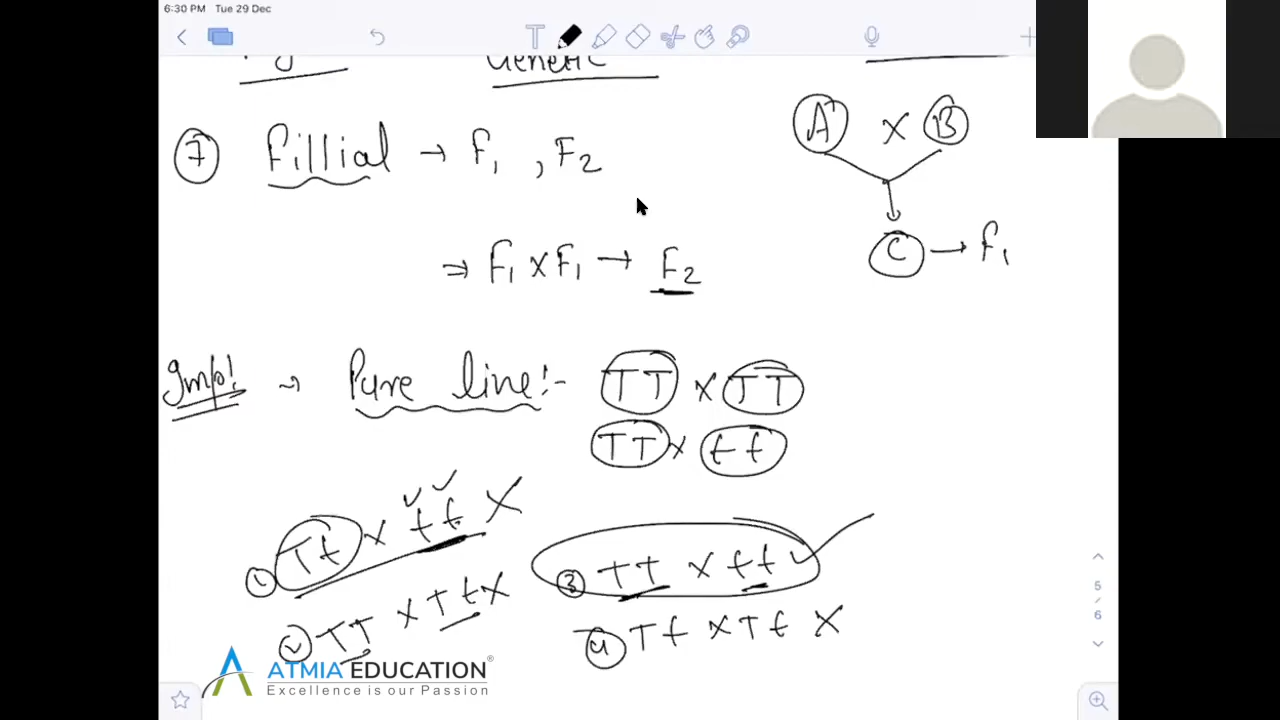 6:30 PM Tue 29 Dec
Genetic
A X B
7 Fillial → F1 , F2
C → F1
⇒ F1 X F1 → F2
Imp! → Pure line:- TT X TT
TT X tt
1 Tt X tt X
2 TT X Tt X
3 TT X tt ✓
4 Tt X Tt X
5
6
ATMIA EDUCATION®
Excellence is our Passion